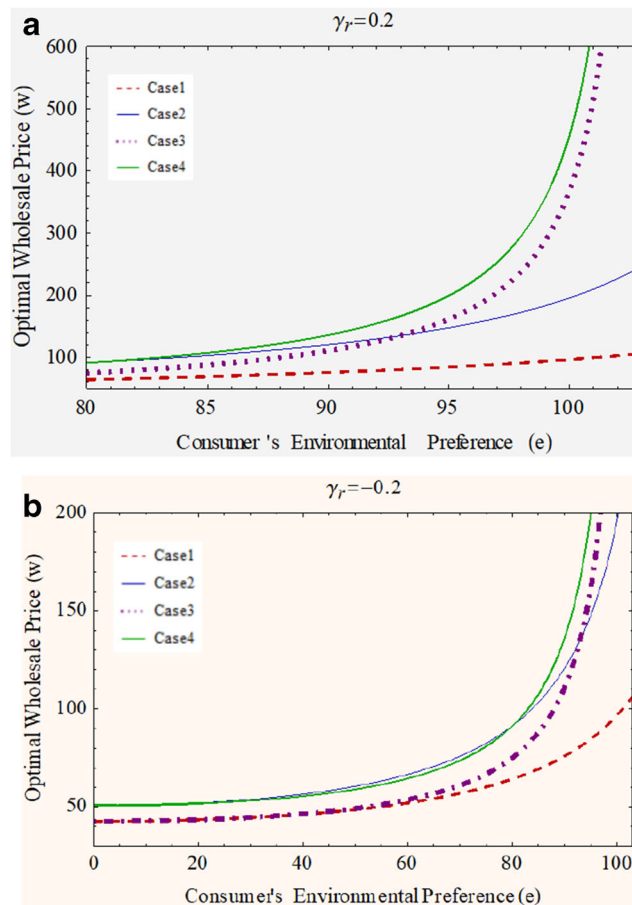 a
γr=0.2
600
500
400
300
200
100
Optimal Wholesale Price (w)
Case1
Case2
Case3
Case4
80 85 90 95 100
Consumer 's Environmental Preference (e)
b
γr=−0.2
200
150
100
50
Optimal Wholesale Price (w)
Case1
Case2
Case3
Case4
0 20 40 60 80 100
Consumer's Environmental Preference (e)